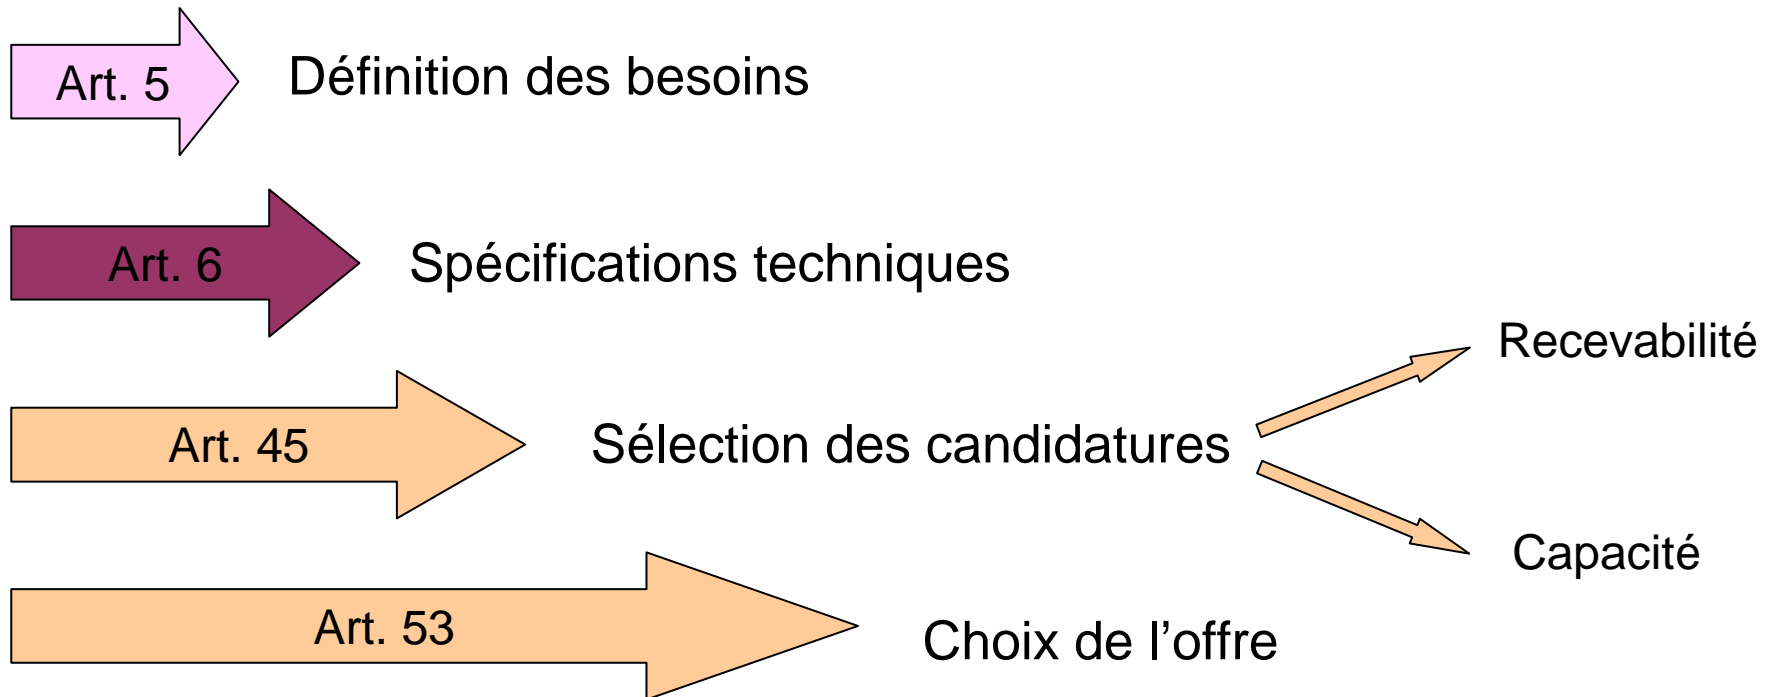 Art. 5
Définition des besoins
Art. 6
Spécifications techniques
Recevabilité
Art. 45
Sélection des candidatures
Capacité
Art. 53
Choix de l’offre